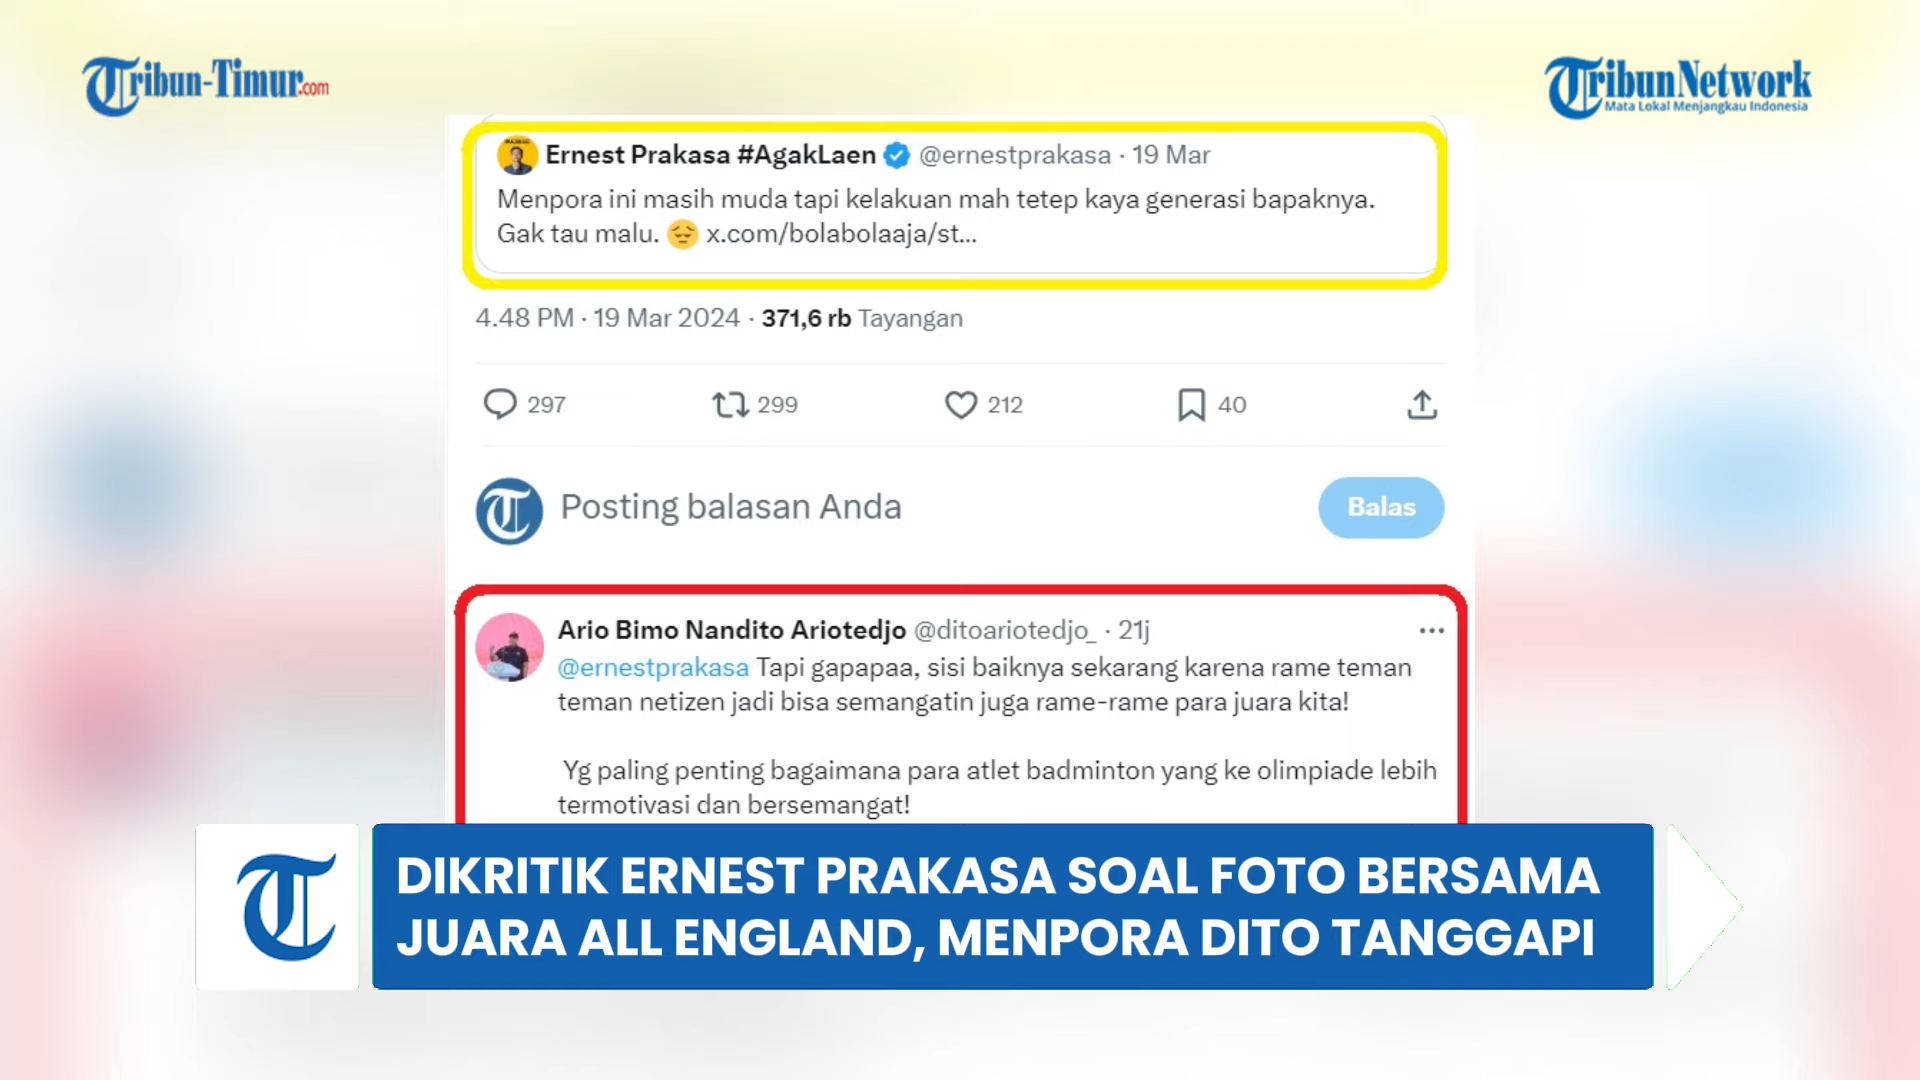 Tribun-Timur.com
TribunNetwork
Mata Lokal Menjangkau Indonesia
Ernest Prakasa #AgakLaen @ernestprakasa · 19 Mar
Menpora ini masih muda tapi kelakuan mah tetep kaya generasi bapaknya.
Gak tau malu. 😔 x.com/bolabolaaja/st...
4.48 PM · 19 Mar 2024 · 371,6 rb Tayangan
297 299 212 40
Posting balasan Anda
Balas
Ario Bimo Nandito Ariotedjo @ditoariotedjo_ · 21j
@ernestprakasa Tapi gapapaa, sisi baiknya sekarang karena rame teman
teman netizen jadi bisa semangatin juga rame-rame para juara kita!
Yg paling penting bagaimana para atlet badminton yang ke olimpiade lebih
termotivasi dan bersemangat!
DIKRITIK ERNEST PRAKASA SOAL FOTO BERSAMA
JUARA ALL ENGLAND, MENPORA DITO TANGGAPI